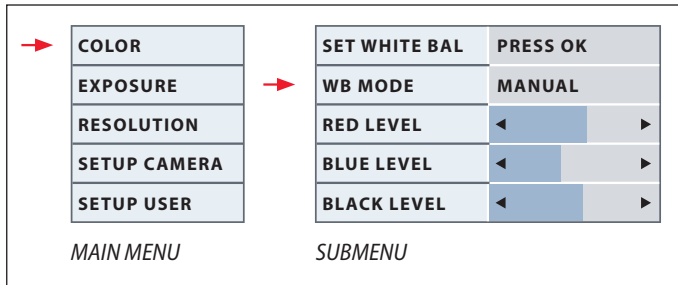 COLOR
EXPOSURE
RESOLUTION
SETUP CAMERA
SETUP USER
MAIN MENU
SET WHITE BAL PRESS OK
WB MODE MANUAL
RED LEVEL
BLUE LEVEL
BLACK LEVEL
SUBMENU